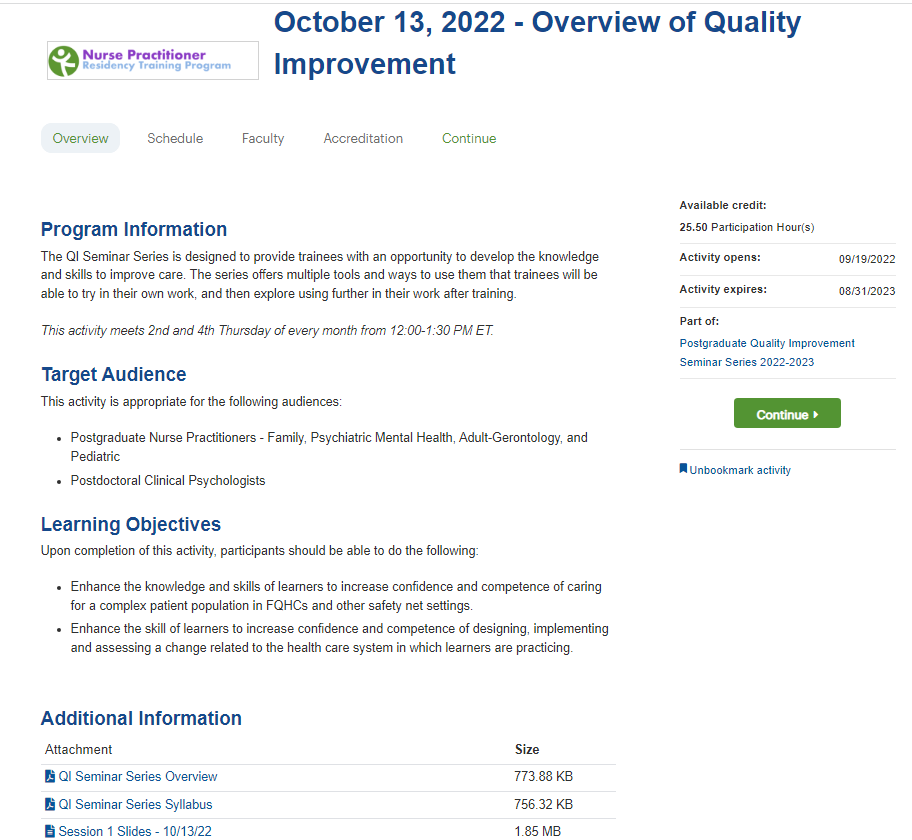 October 13, 2022 - Overview of Quality
Improvement
Nurse Practitioner
Residency Training Program
Overview
Schedule
Faculty
Accreditation
Continue
Program Information
The QI Seminar Series is designed to provide trainees with an opportunity to develop the knowledge
and skills to improve care. The series offers multiple tools and ways to use them that trainees will be
able to try in their own work, and then explore using further in their work after training.
This activity meets 2nd and 4th Thursday of every month from 12:00-1:30 PM ET.
Target Audience
This activity is appropriate for the following audiences:
• Postgraduate Nurse Practitioners - Family, Psychiatric Mental Health, Adult-Gerontology, and
Pediatric
• Postdoctoral Clinical Psychologists
Learning Objectives
Upon completion of this activity, participants should be able to do the following:
• Enhance the knowledge and skills of learners to increase confidence and competence of caring
for a complex patient population in FQHCs and other safety net settings.
• Enhance the skill of learners to increase confidence and competence of designing, implementing
and assessing a change related to the health care system in which learners are practicing.
Additional Information
Attachment Size
QI Seminar Series Overview 773.88 KB
QI Seminar Series Syllabus 756.32 KB
Session 1 Slides - 10/13/22 1.85 MB
Available credit:
25.50 Participation Hour(s)
Activity opens: 09/19/2022
Activity expires: 08/31/2023
Part of:
Postgraduate Quality Improvement
Seminar Series 2022-2023
Continue
Unbookmark activity